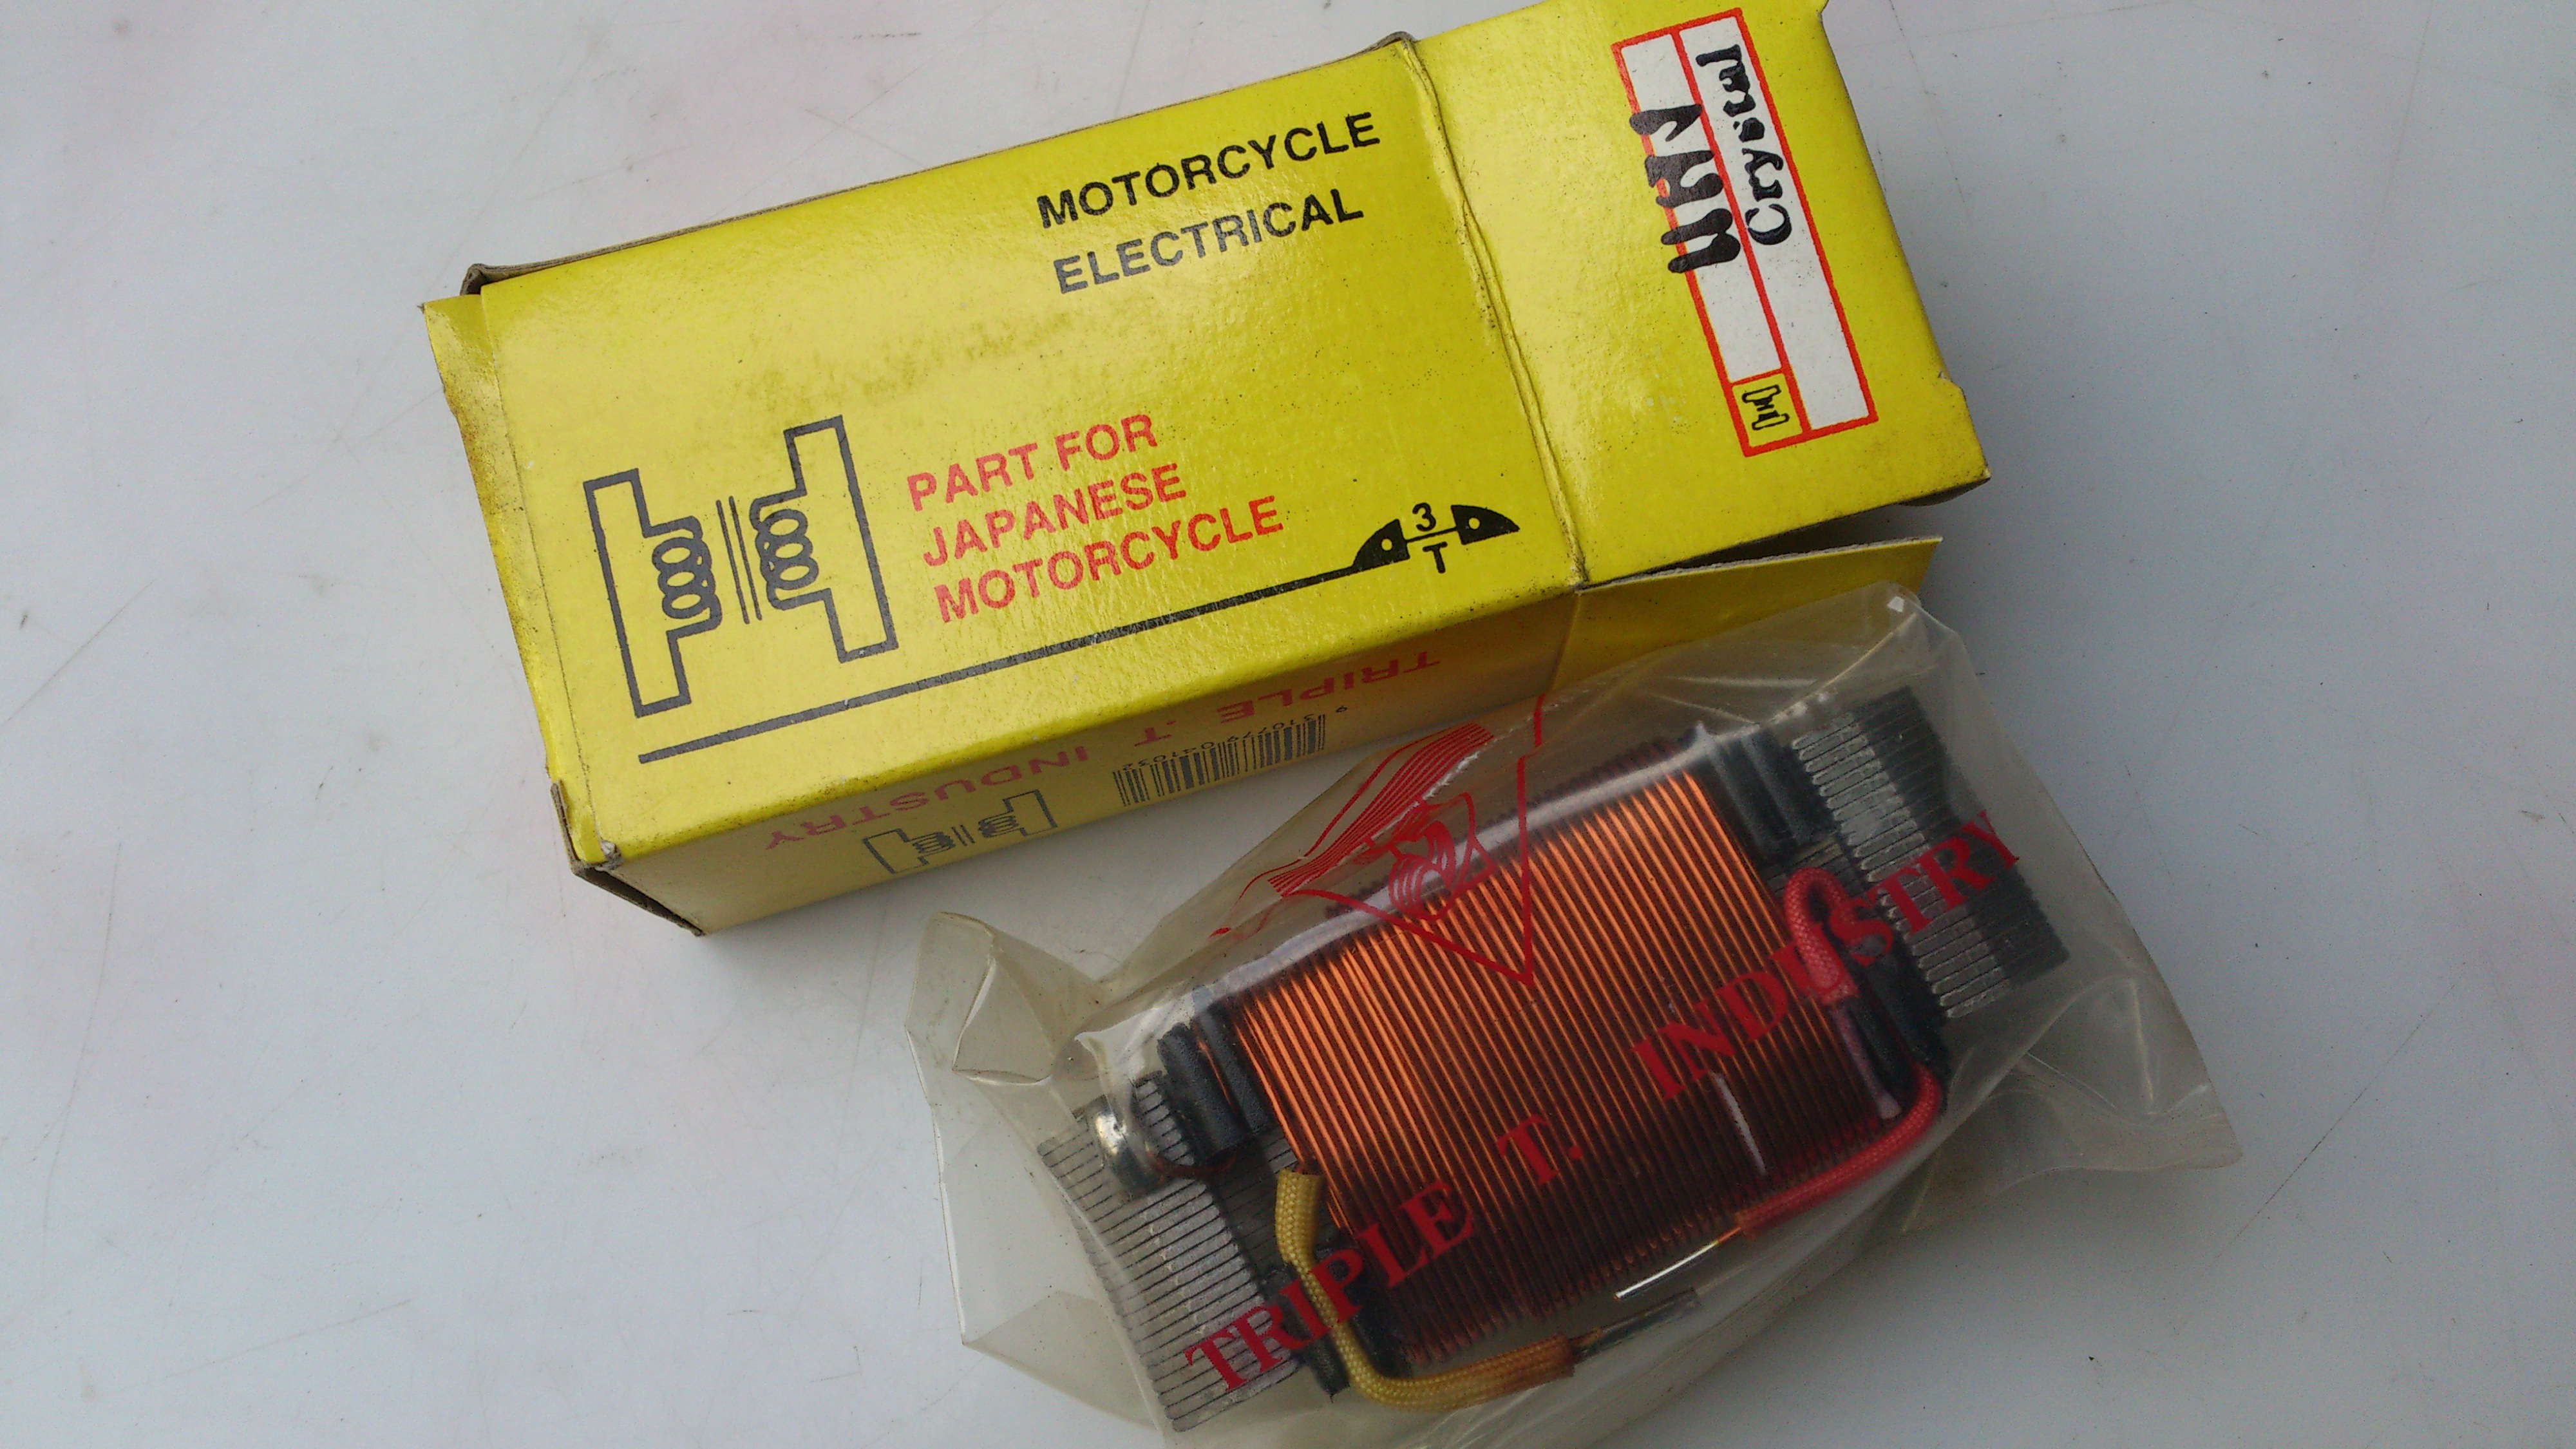 MOTORCYCLE
ELECTRICAL
PART FOR
JAPANESE
MOTORCYCLE
3
T
Crystal
TRIPLE .T INDUSTRY
TRIPLE T. INDUSTRY